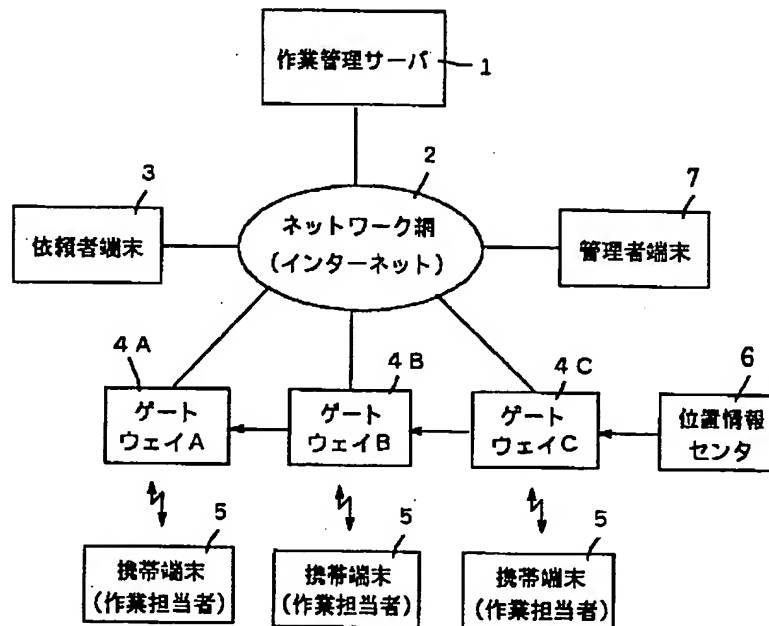 作業管理サーバ
1
2
3
7
ネットワーク網
(インターネット)
依頼者端末
管理者端末
4A
4B
4C
6
ゲート
ウェイA
ゲート
ウェイB
ゲート
ウェイC
位置情報
センタ
5
5
5
携帯端末
(作業担当者)
携帯端末
(作業担当者)
携帯端末
(作業担当者)